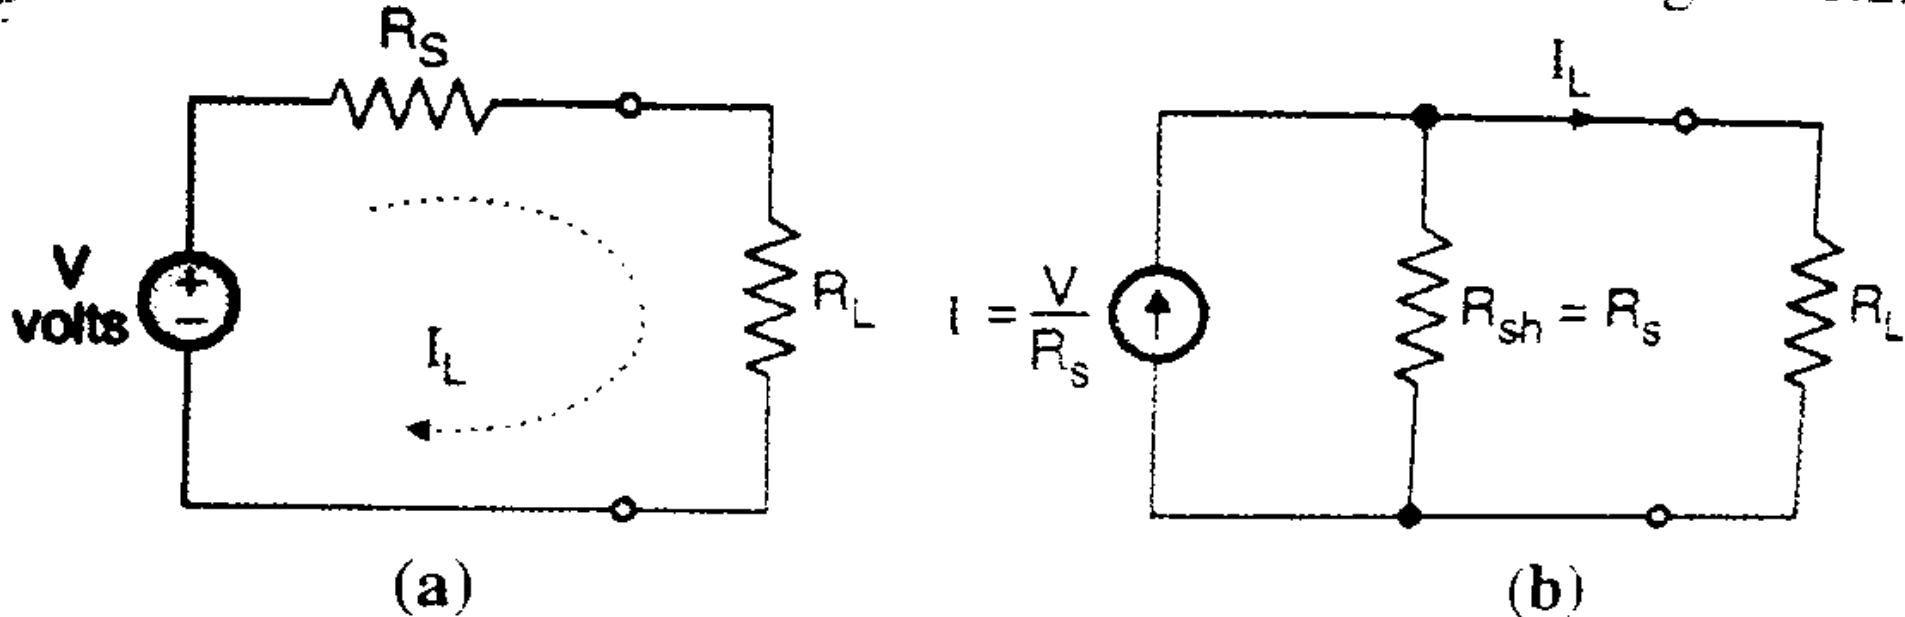 R_S
V
volts
I_L
R_L
(a)
I_L
I = V/R_s
R_sh = R_s
R_L
(b)